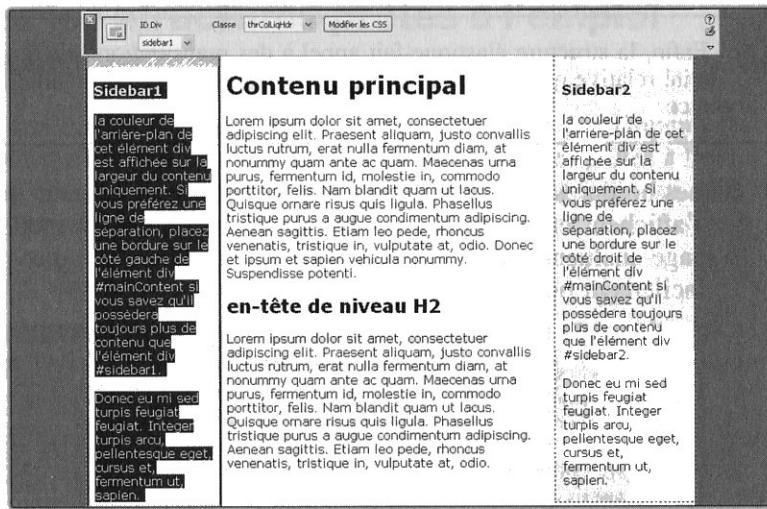 ID Div
Classe
thrColLiqHdr
Modifier les CSS
sidebar1
Sidebar1
la couleur de
l'arrière-plan de
cet élément div
est affichée sur la
largeur du contenu
uniquement. Si
vous préférez une
ligne de
séparation, placez
une bordure sur le
côté gauche de
l'élément div
#mainContent si
vous savez qu'il
possèdera
toujours plus de
contenu que
l'élément div
#sidebar1.
Donec eu mi sed
turpis feugiat
feugiat. Integer
turpis arcu,
pellentesque eget,
cursus et,
fermentum ut,
sapien.
Contenu principal
Lorem ipsum dolor sit amet, consectetuer
adipiscing elit. Praesent aliquam, justo convallis
luctus rutrum, erat nulla fermentum diam, at
nonummy quam ante ac quam. Maecenas urna
purus, fermentum id, molestie in, commodo
porttitor, felis. Nam blandit quam ut lacus.
Quisque ornare risus quis ligula. Phasellus
tristique purus a augue condimentum adipiscing.
Aenean sagittis. Etiam leo pede, rhoncus
venenatis, tristique in, vulputate at, odio. Donec
et ipsum et sapien vehicula nonummy.
Suspendisse potenti.
en-tête de niveau H2
Lorem ipsum dolor sit amet, consectetuer
adipiscing elit. Praesent aliquam, justo convallis
luctus rutrum, erat nulla fermentum diam, at
nonummy quam ante ac quam. Maecenas urna
purus, fermentum id, molestie in, commodo
porttitor, felis. Nam blandit quam ut lacus.
Quisque ornare risus quis ligula. Phasellus
tristique purus a augue condimentum adipiscing.
Aenean sagittis. Etiam leo pede, rhoncus
venenatis, tristique in, vulputate at, odio.
Sidebar2
la couleur de
l'arrière-plan de cet
élément div est
affichée sur la
largeur du contenu
uniquement. Si
vous préférez une
ligne de
séparation, placez
une bordure sur le
côté droit de
l'élément div
#mainContent si
vous savez qu'il
possèdera toujours
plus de contenu
que l'élément div
#sidebar2.
Donec eu mi sed
turpis feugiat
feugiat. Integer
turpis arcu,
pellentesque eget,
cursus et,
fermentum ut,
sapien.